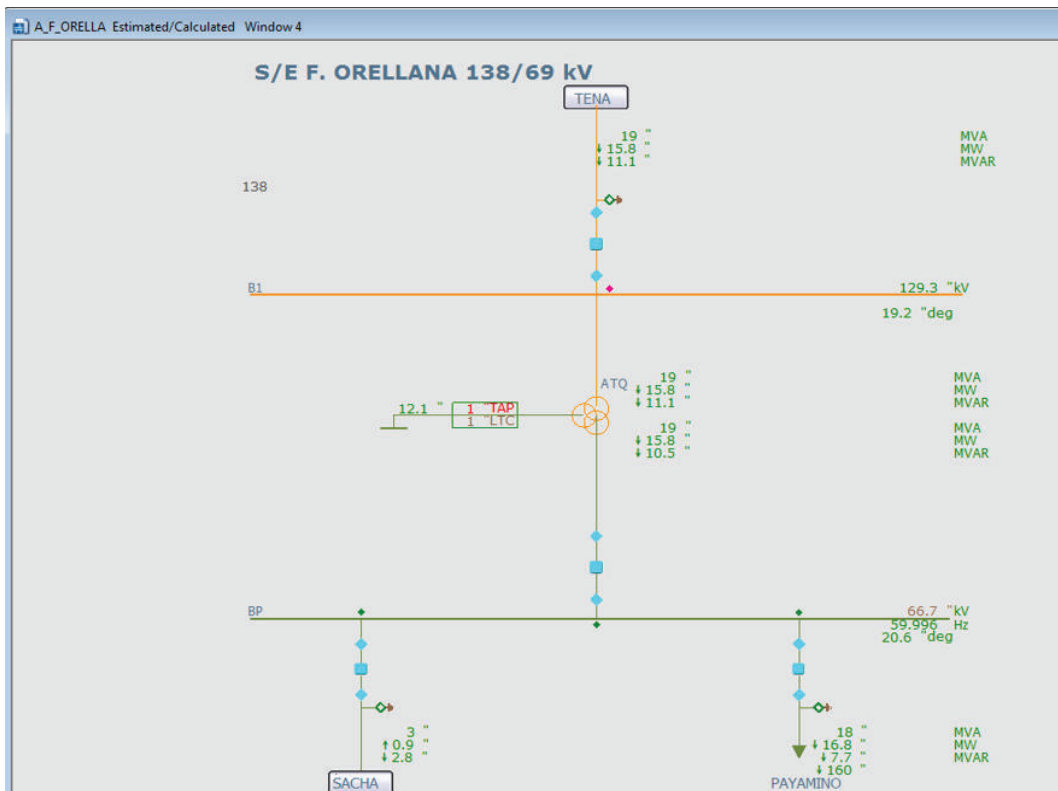 A_F_ORELLA Estimated/Calculated Window 4
S/E F. ORELLANA 138/69 kV
TENA
19 " MVA
15.8 " MW
11.1 " MVAR
138
B1 129.3 "kV
19.2 "deg
ATQ 19 " MVA
15.8 " MW
11.1 " MVAR
12.1 " 1 "TAP
1 "LTC
19 " MVA
15.8 " MW
10.5 " MVAR
BP 66.7 "kV
59.996 Hz
20.6 "deg
3 " 18 " MVA
0.9 " 16.8 " MW
2.8 " 7.7 " MVAR
160 "
SACHA PAYAMINO